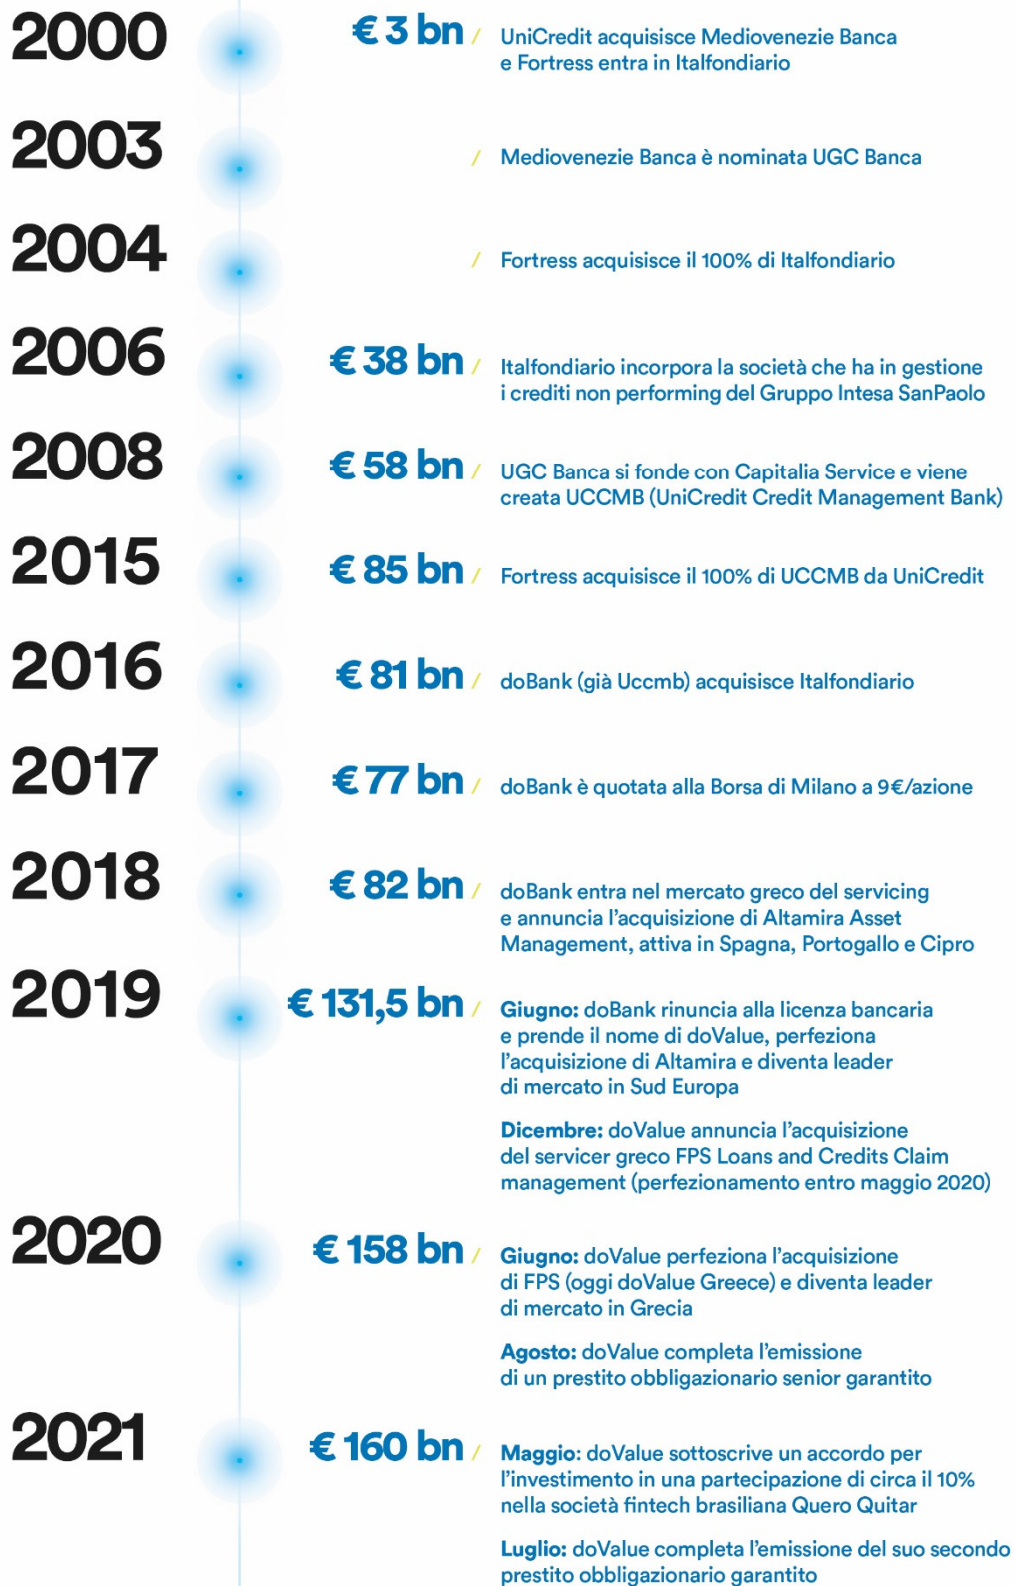 2000
€ 3 bn / UniCredit acquisisce Mediovenezie Banca
e Fortress entra in Italfondiario
2003
/ Mediovenezie Banca è nominata UGC Banca
2004
/ Fortress acquisisce il 100% di Italfondiario
2006
€ 38 bn / Italfondiario incorpora la società che ha in gestione
i crediti non performing del Gruppo Intesa SanPaolo
2008
€ 58 bn / UGC Banca si fonde con Capitalia Service e viene
creata UCCMB (UniCredit Credit Management Bank)
2015
€ 85 bn / Fortress acquisisce il 100% di UCCMB da UniCredit
2016
€ 81 bn / doBank (già Uccmb) acquisisce Italfondiario
2017
€ 77 bn / doBank è quotata alla Borsa di Milano a 9€/azione
2018
€ 82 bn / doBank entra nel mercato greco del servicing
e annuncia l’acquisizione di Altamira Asset
Management, attiva in Spagna, Portogallo e Cipro
2019
€ 131,5 bn / Giugno: doBank rinuncia alla licenza bancaria
e prende il nome di doValue, perfeziona
l’acquisizione di Altamira e diventa leader
di mercato in Sud Europa
Dicembre: doValue annuncia l’acquisizione
del servicer greco FPS Loans and Credits Claim
management (perfezionamento entro maggio 2020)
2020
€ 158 bn / Giugno: doValue perfeziona l’acquisizione
di FPS (oggi doValue Greece) e diventa leader
di mercato in Grecia
Agosto: doValue completa l’emissione
di un prestito obbligazionario senior garantito
2021
€ 160 bn / Maggio: doValue sottoscrive un accordo per
l’investimento in una partecipazione di circa il 10%
nella società fintech brasiliana Quero Quitar
Luglio: doValue completa l’emissione del suo secondo
prestito obbligazionario garantito